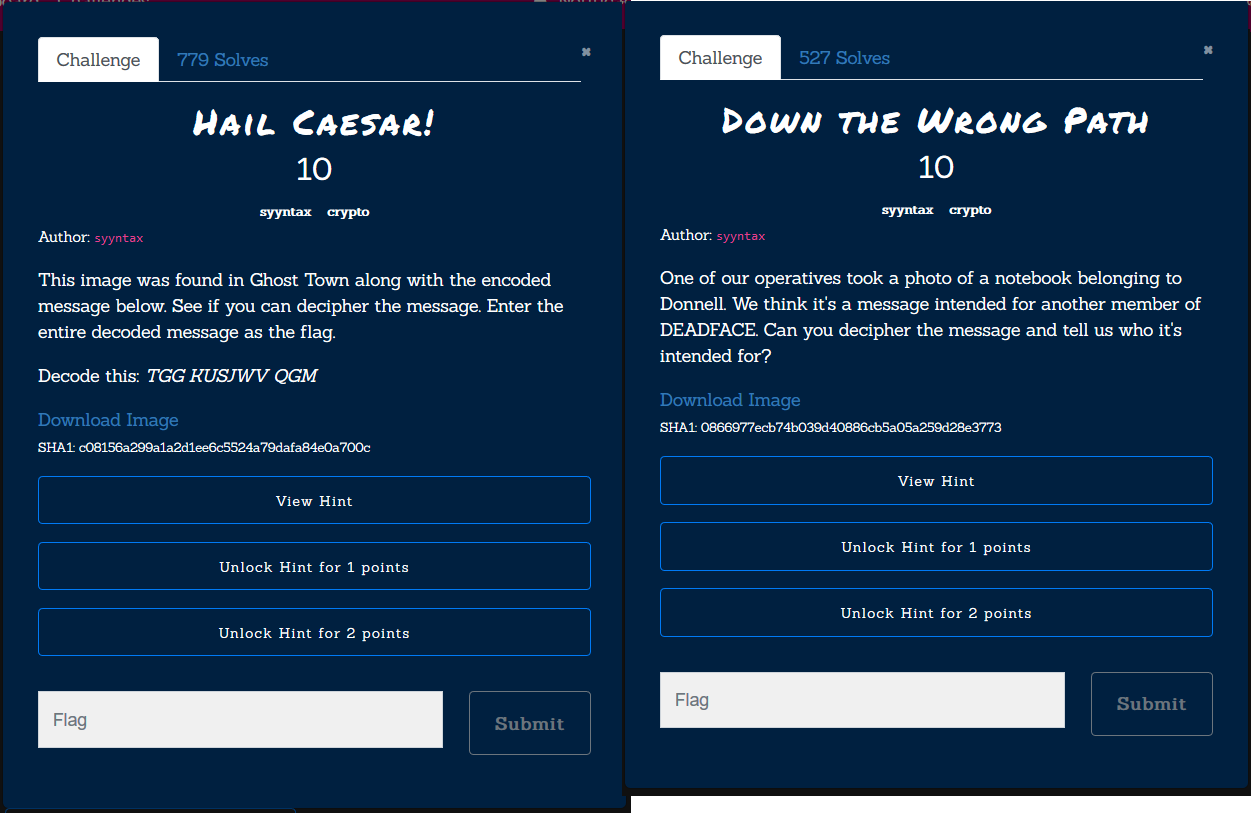 Challenge
779 Solves
Hail Caesar!
10
syyntax crypto
Author: syyntax
This image was found in Ghost Town along with the encoded
message below. See if you can decipher the message. Enter the
entire decoded message as the flag.
Decode this: TGG KUSJWV QGM
Download Image
SHA1: c08156a299a1a2d1ee6c5524a79dafa84e0a700c
View Hint
Unlock Hint for 1 points
Unlock Hint for 2 points
Flag
Submit
Challenge
527 Solves
Down the Wrong Path
10
syyntax crypto
Author: syyntax
One of our operatives took a photo of a notebook belonging to
Donnell. We think it's a message intended for another member of
DEADFACE. Can you decipher the message and tell us who it's
intended for?
Download Image
SHA1: 0866977ecb74b039d40886cb5a05a259d28e3773
View Hint
Unlock Hint for 1 points
Unlock Hint for 2 points
Flag
Submit